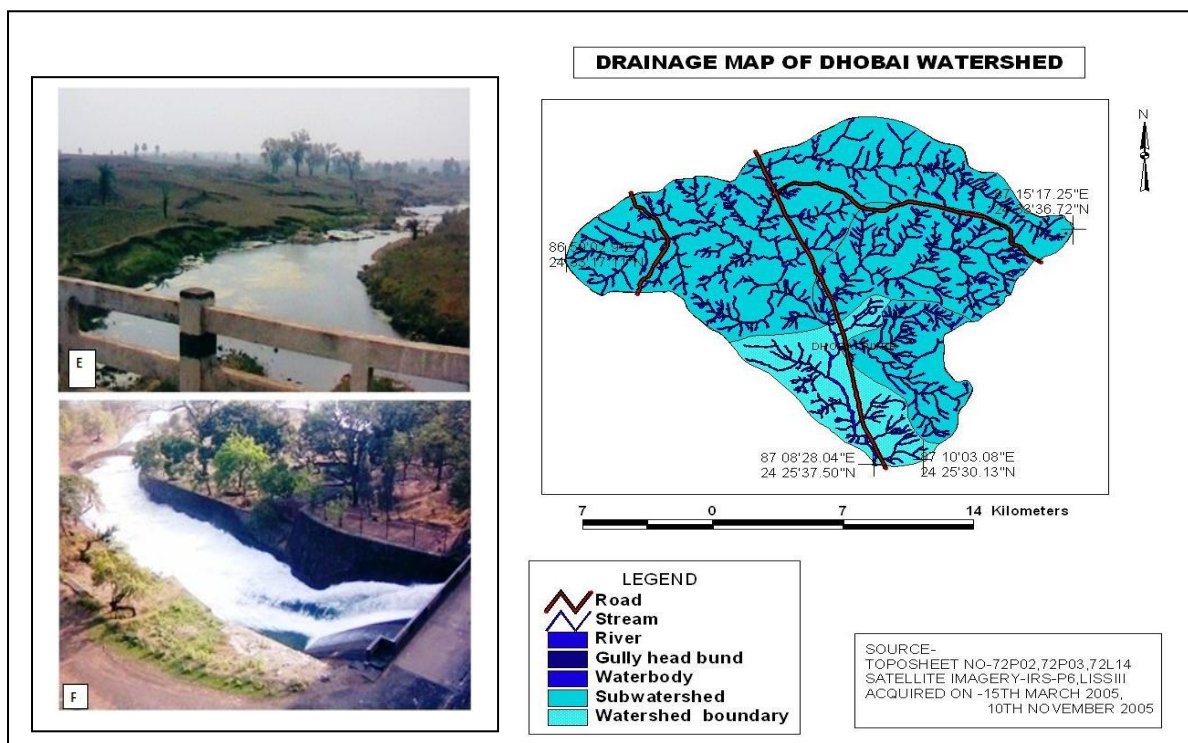 DRAINAGE MAP OF DHOBAI WATERSHED
N
15'17.25"E
36.72"N
E
87 08'28.04"E
24 25'37.50"N
10'03.08"E
24 25'30.13"N
7 0 7 14 Kilometers
F
LEGEND
Road
Stream
River
Gully head bund
Waterbody
Subwatershed
Watershed boundary
SOURCE-
TOPOSHEET NO-72P02,72P03,72L14
SATELLITE IMAGERY-IRS-P6,LISSIII
ACQUIRED ON -15TH MARCH 2005,
10TH NOVEMBER 2005